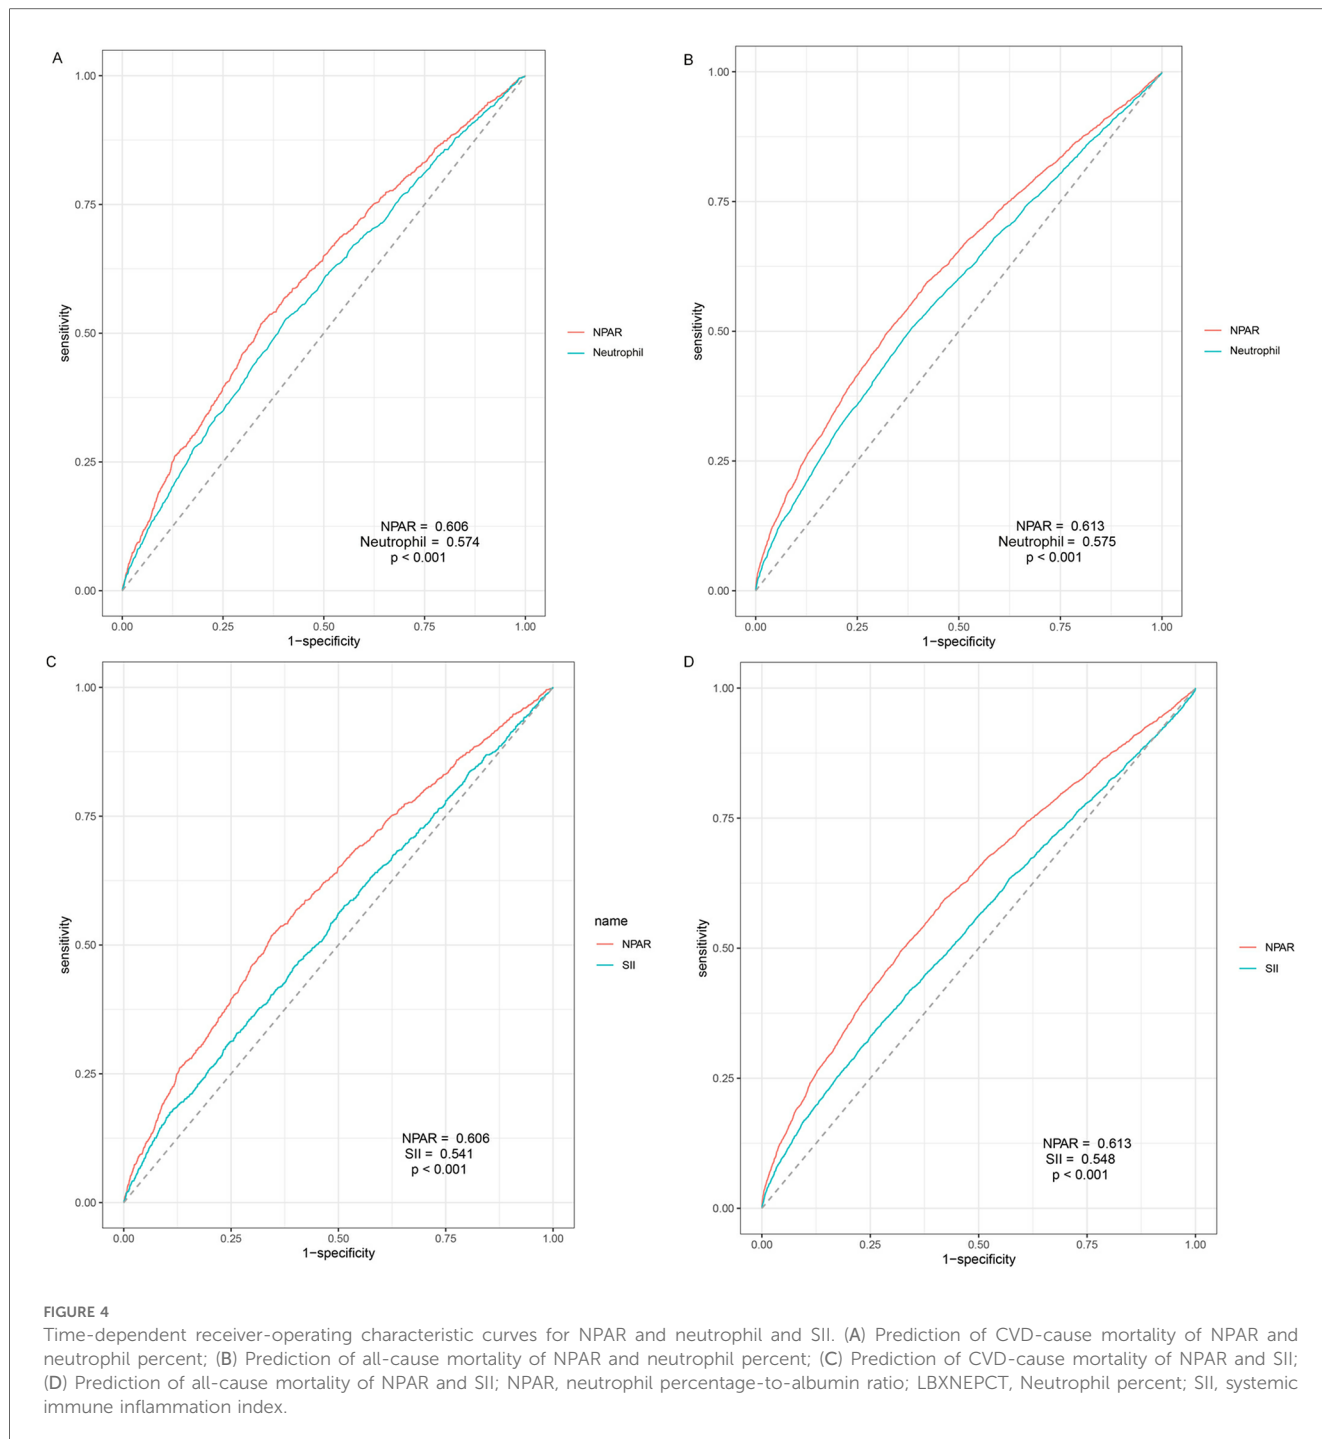 A
1.00
0.75
0.50
0.25
0.00
sensitivity
0.00 0.25 0.50 0.75 1.00
1−specificity
NPAR
Neutrophil
NPAR = 0.606
Neutrophil = 0.574
p < 0.001
B
1.00
0.75
0.50
0.25
0.00
sensitivity
0.00 0.25 0.50 0.75 1.00
1−specificity
NPAR
Neutrophil
NPAR = 0.613
Neutrophil = 0.575
p < 0.001
C
1.00
0.75
0.50
0.25
0.00
sensitivity
0.00 0.25 0.50 0.75 1.00
1−specificity
name
NPAR
SII
NPAR = 0.606
SII = 0.541
p < 0.001
D
1.00
0.75
0.50
0.25
0.00
sensitivity
0.00 0.25 0.50 0.75 1.00
1−specificity
NPAR
SII
NPAR = 0.613
SII = 0.548
p < 0.001
FIGURE 4
Time-dependent receiver-operating characteristic curves for NPAR and neutrophil and SII. (A) Prediction of CVD-cause mortality of NPAR and
neutrophil percent; (B) Prediction of all-cause mortality of NPAR and neutrophil percent; (C) Prediction of CVD-cause mortality of NPAR and SII;
(D) Prediction of all-cause mortality of NPAR and SII; NPAR, neutrophil percentage-to-albumin ratio; LBXNEPCT, Neutrophil percent; SII, systemic
immune inflammation index.